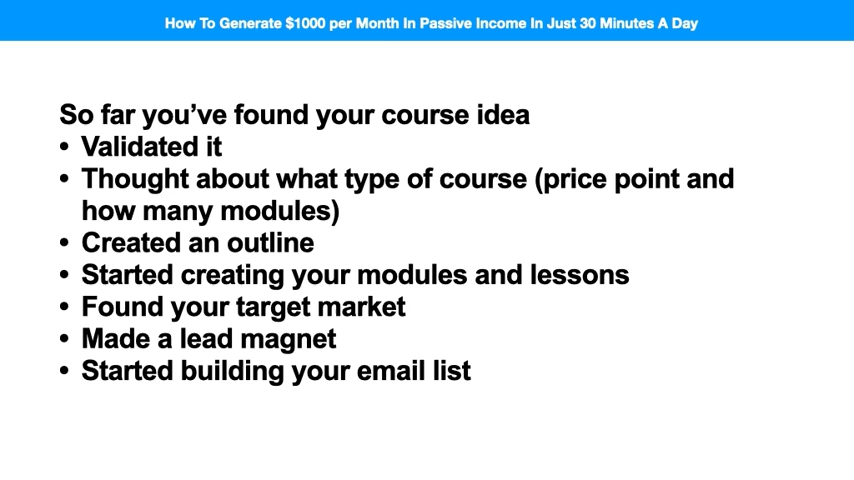 How To Generate $1000 per Month In Passive Income In Just 30 Minutes A Day
So far you’ve found your course idea
• Validated it
• Thought about what type of course (price point and
how many modules)
• Created an outline
• Started creating your modules and lessons
• Found your target market
• Made a lead magnet
• Started building your email list